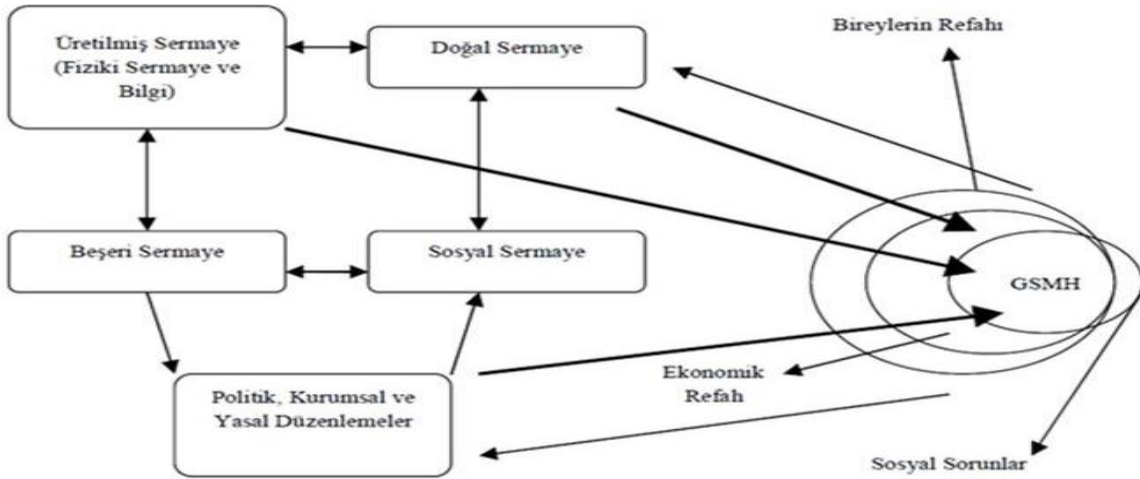 Üretilmiş Sermaye
(Fiziki Sermaye ve
Bilgi)
Doğal Sermaye
Bireylerin Refahı
Beşeri Sermaye
Sosyal Sermaye
GSMH
Politik, Kurumsal ve
Yasal Düzenlemeler
Ekonomik
Refah
Sosyal Sorunlar